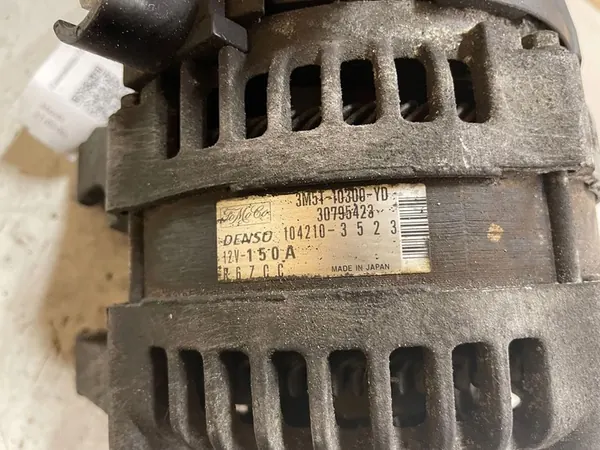 3M5T-10300-YD
FoMoCo 30795423
DENSO 104210-3523
12V-150A
R67CC MADE IN JAPAN